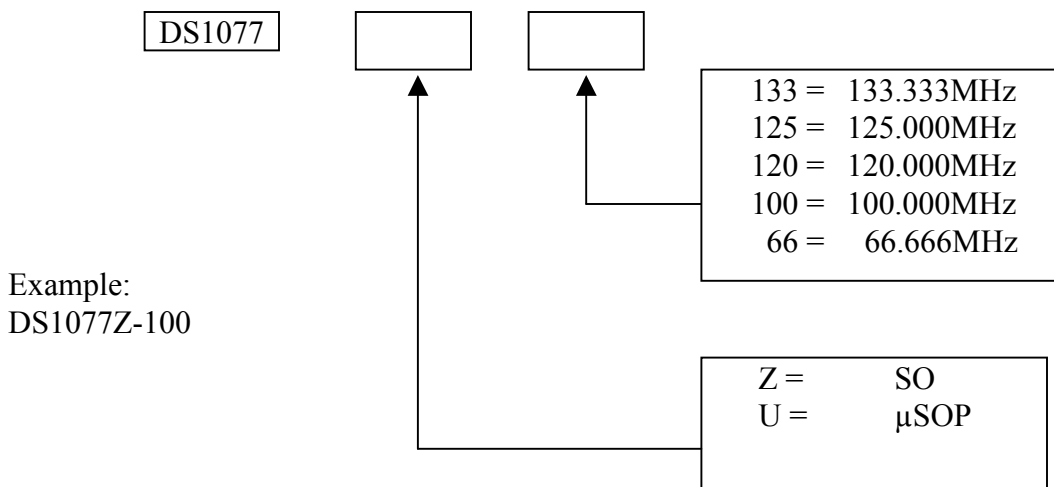 DS1077
133 = 133.333MHz
125 = 125.000MHz
120 = 120.000MHz
100 = 100.000MHz
66 = 66.666MHz
Example:
DS1077Z-100
Z = SO
U = µSOP